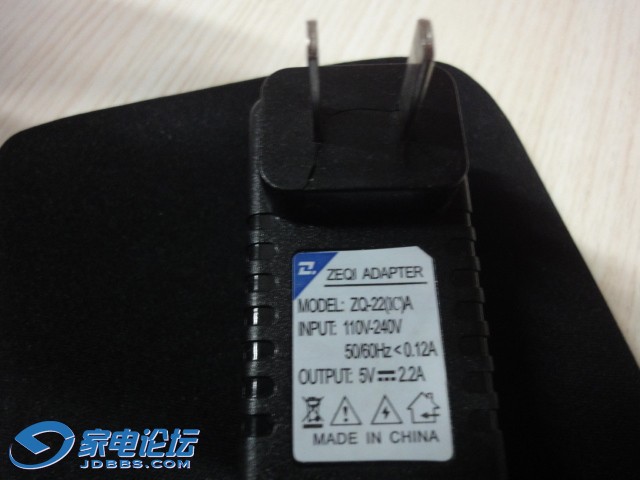 ZEQI ADAPTER
MODEL: ZQ-22(IC)A
INPUT: 110V-240V
50/60Hz<0.12A
OUTPUT: 5V⎓2.2A
MADE IN CHINA
家电论坛
JDBBS.COM